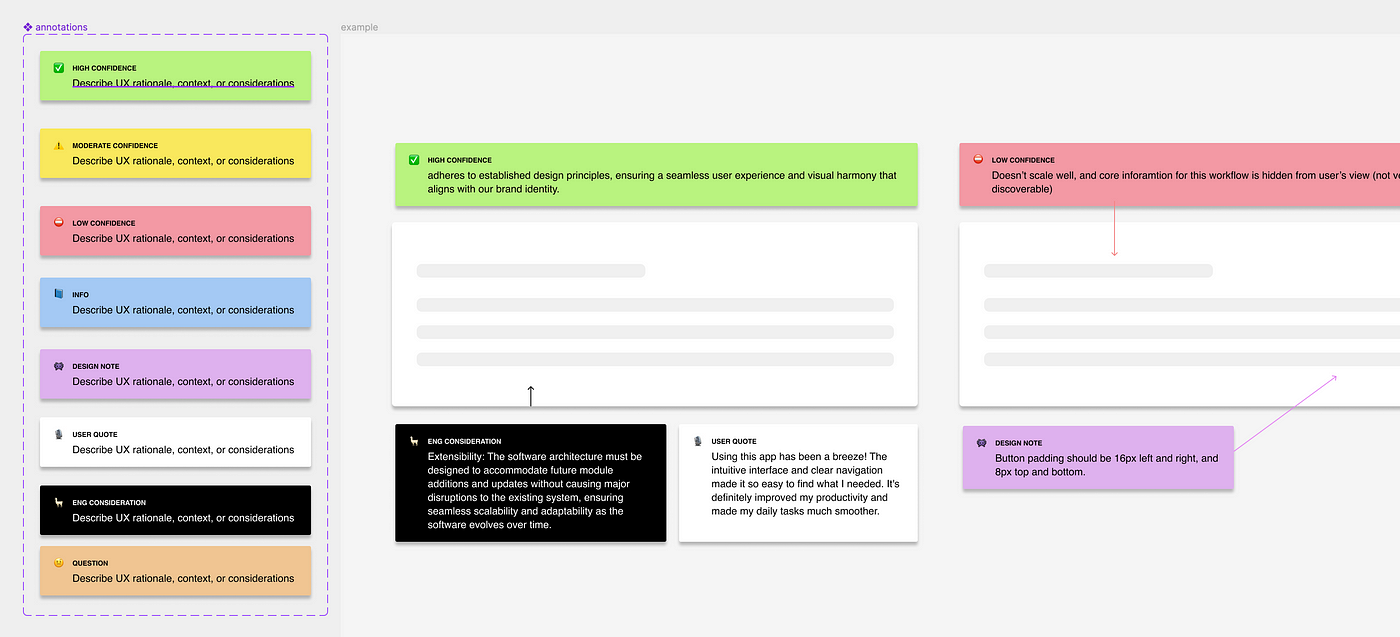 annotations
HIGH CONFIDENCE
Describe UX rationale, context, or considerations
MODERATE CONFIDENCE
Describe UX rationale, context, or considerations
LOW CONFIDENCE
Describe UX rationale, context, or considerations
INFO
Describe UX rationale, context, or considerations
DESIGN NOTE
Describe UX rationale, context, or considerations
USER QUOTE
Describe UX rationale, context, or considerations
ENG CONSIDERATION
Describe UX rationale, context, or considerations
QUESTION
Describe UX rationale, context, or considerations
example
HIGH CONFIDENCE
adheres to established design principles, ensuring a seamless user experience and visual harmony that
aligns with our brand identity.
ENG CONSIDERATION
Extensibility: The software architecture must be
designed to accommodate future module
additions and updates without causing major
disruptions to the existing system, ensuring
seamless scalability and adaptability as the
software evolves over time.
USER QUOTE
Using this app has been a breeze! The
intuitive interface and clear navigation
made it so easy to find what I needed. It's
definitely improved my productivity and
made my daily tasks much smoother.
LOW CONFIDENCE
Doesn't scale well, and core inforamtion for this workflow is hidden from user's view (not
discoverable)
DESIGN NOTE
Button padding should be 16px left and right, and
8px top and bottom.